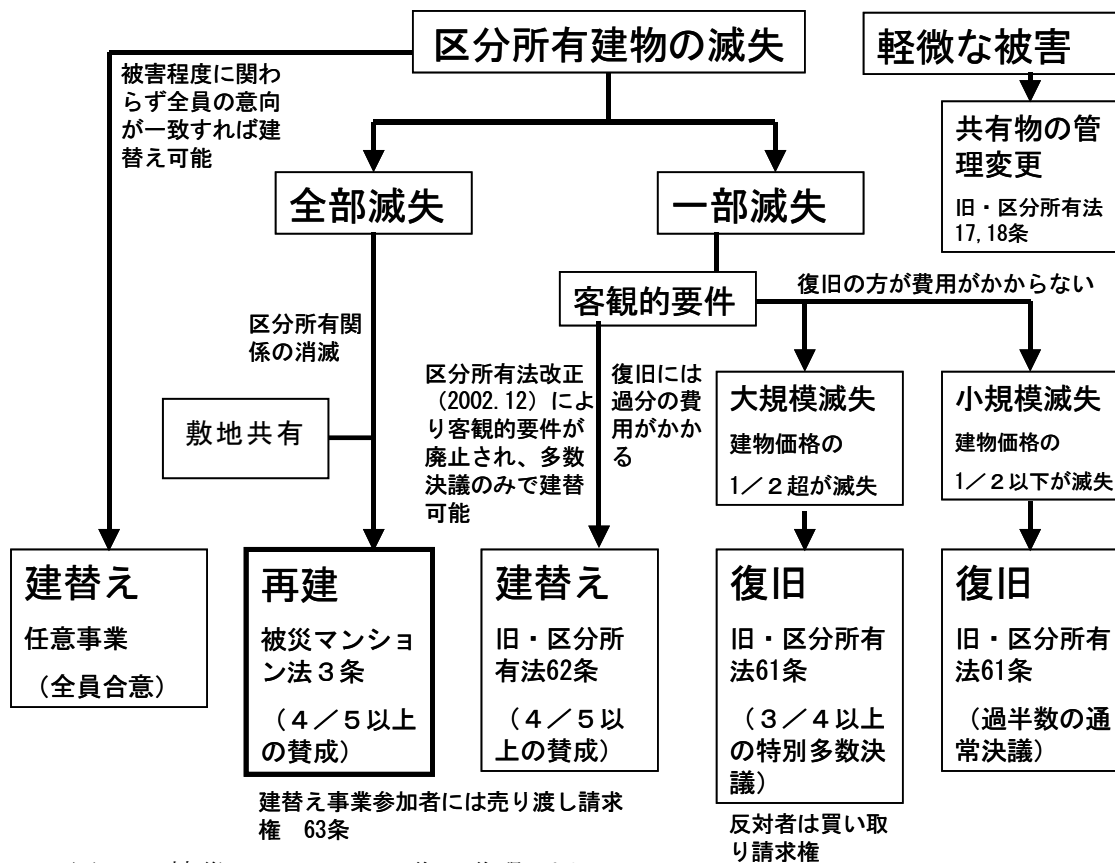 区分所有建物の滅失
軽微な被害
被害程度に関わ
らず全員の意向
が一致すれば建
替え可能
共有物の管
理変更
旧・区分所有法
17,18条
全部滅失
一部滅失
客観的要件
復旧の方が費用がかからない
区分所有関
係の消滅
敷地共有
区分所有法改正
（2002.12）によ
り客観的要件が
廃止され、多数
決議のみで建替
可能
復旧には
過分の費
用がかか
る
大規模滅失
建物価格の
1／2超が滅失
小規模滅失
建物価格の
1／2以下が滅失
建替え
任意事業
（全員合意）
再建
被災マンショ
ン法３条
（４／５以上
の賛成）
建替え
旧・区分所
有法62条
（４／５以
上の賛成）
復旧
旧・区分所有
法61条
（３／４以上
の特別多数決
議）
復旧
旧・区分所有
法61条
（過半数の通
常決議）
建替え事業参加者には売り渡し請求
権　63条
反対者は買い取
り請求権